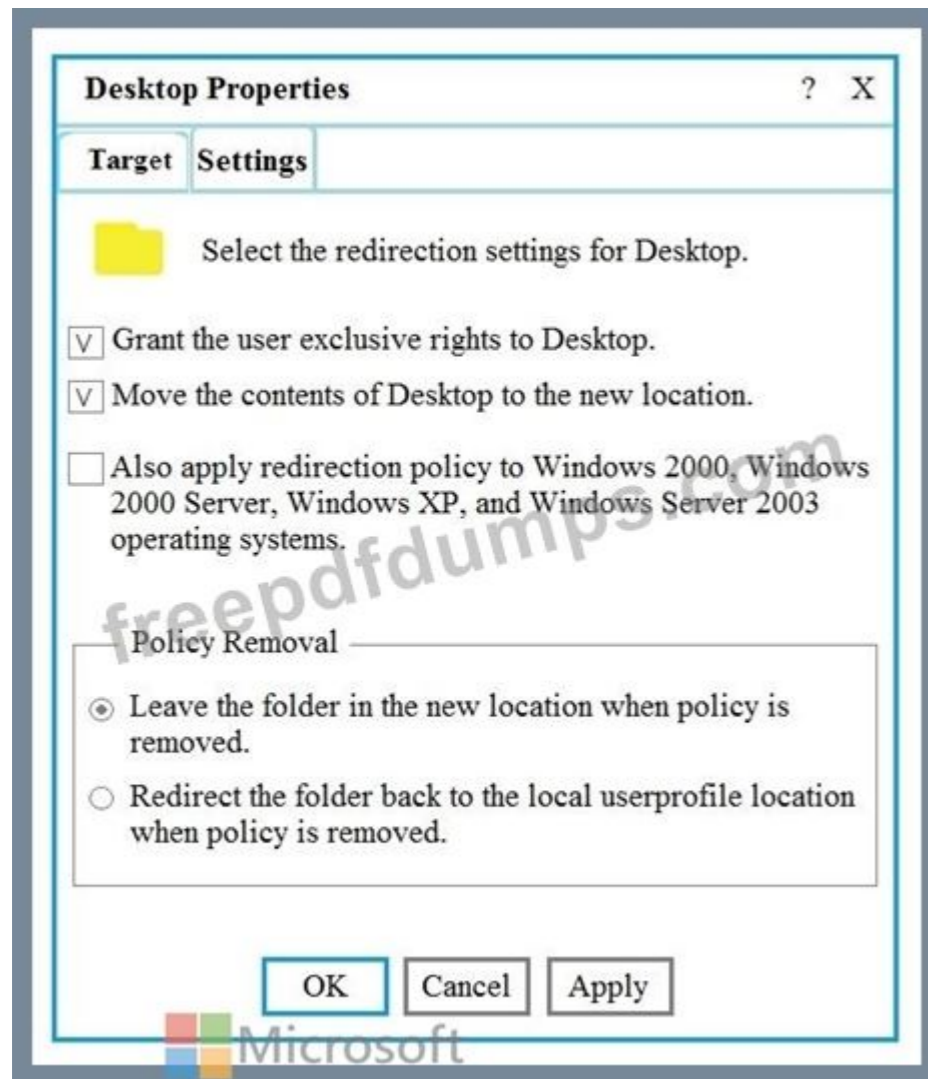 Desktop Properties ? X
Target Settings
Select the redirection settings for Desktop.
V Grant the user exclusive rights to Desktop.
V Move the contents of Desktop to the new location.
Also apply redirection policy to Windows 2000, Windows
2000 Server, Windows XP, and Windows Server 2003
operating systems.
freepdfdumps.com
Policy Removal
Leave the folder in the new location when policy is
removed.
Redirect the folder back to the local userprofile location
when policy is removed.
OK Cancel Apply
Microsoft